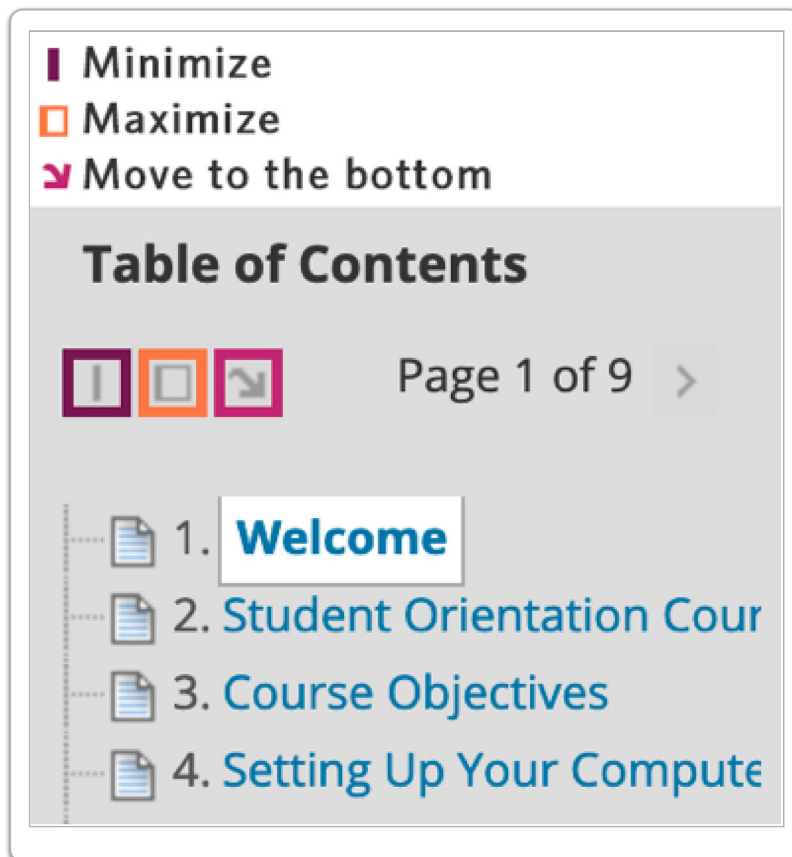 Minimize
Maximize
Move to the bottom
Table of Contents
Page 1 of 9 >
1. Welcome
2. Student Orientation Cour
3. Course Objectives
4. Setting Up Your Compute